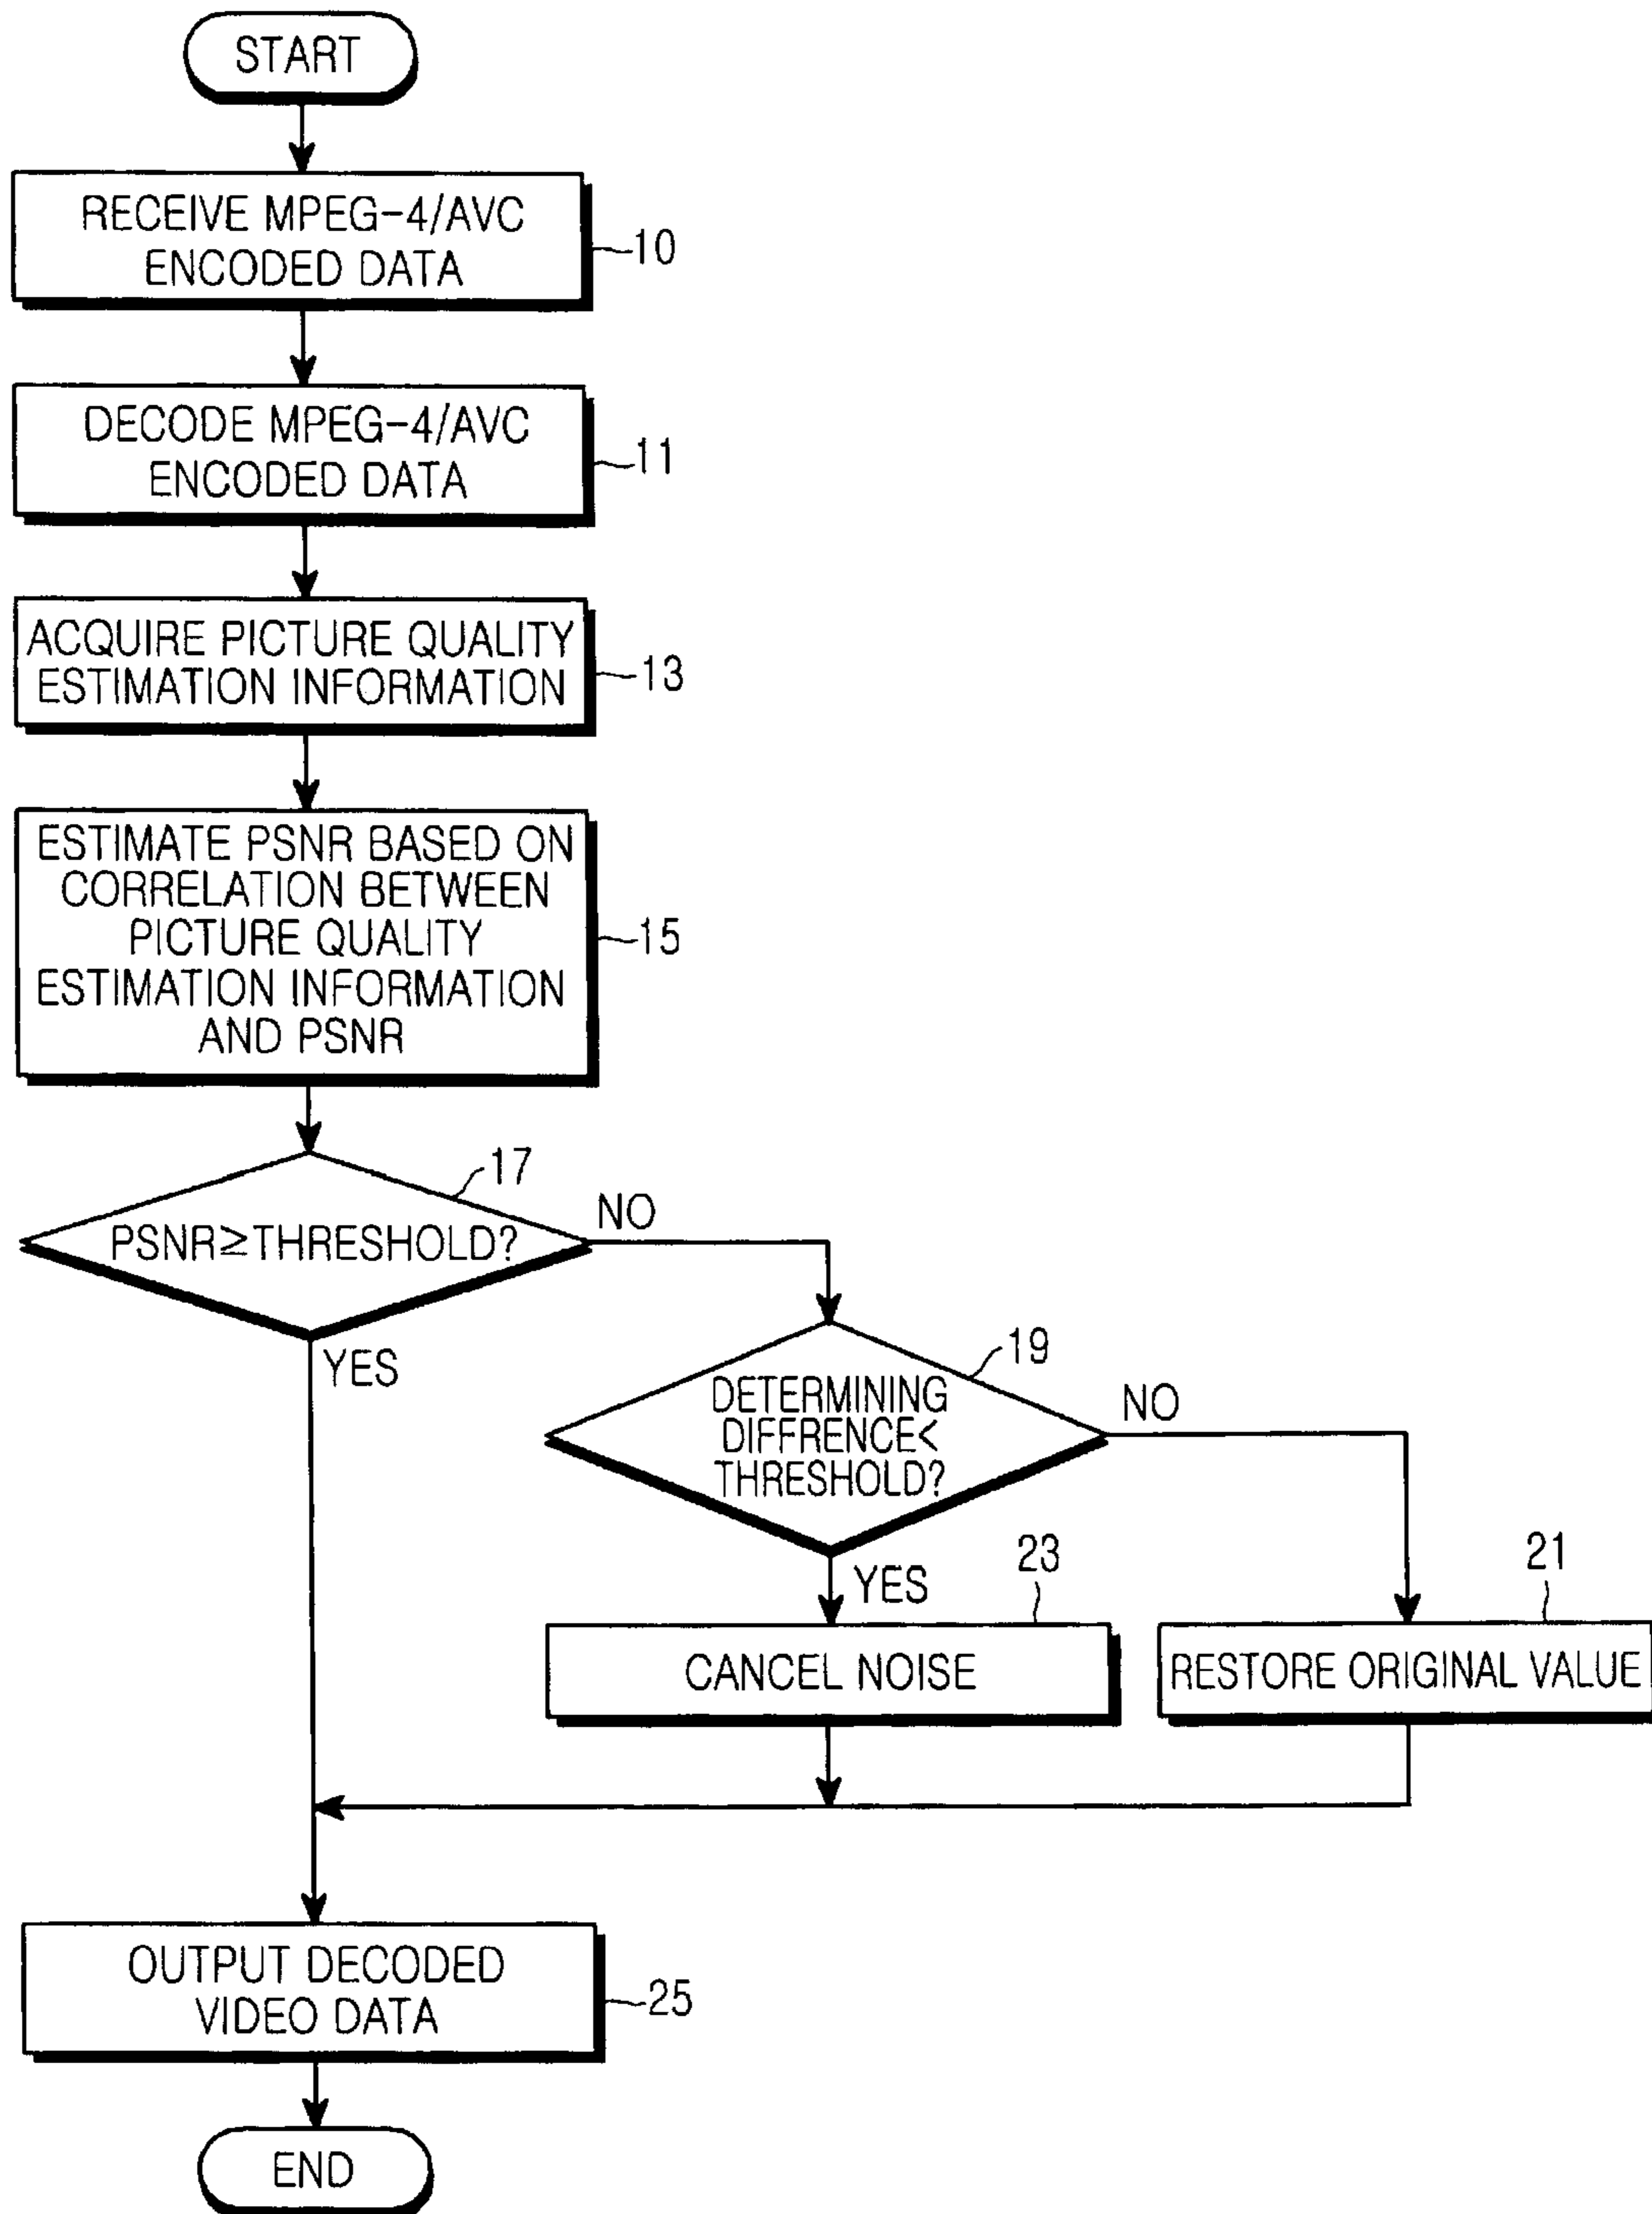 START
RECEIVE MPEG-4/AVC
ENCODED DATA
10
DECODE MPEG-4/AVC
ENCODED DATA
11
ACQUIRE PICTURE QUALITY
ESTIMATION INFORMATION
13
ESTIMATE PSNR BASED ON
CORRELATION BETWEEN
PICTURE QUALITY
ESTIMATION INFORMATION
AND PSNR
15
17
PSNR≥THRESHOLD?
NO
YES
19
DETERMINING
DIFFRENCE<
THRESHOLD?
NO
YES
23
CANCEL NOISE
21
RESTORE ORIGINAL VALUE
OUTPUT DECODED
VIDEO DATA
25
END